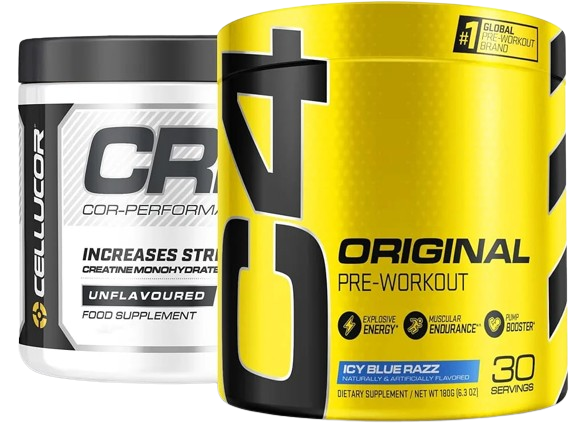 CELLUCOR
CR
COR-PERFORMA
INCREASES STR
CREATINE MONOHYDRATE
UNFLAVOURED
FOOD SUPPLEMENT
C4
#1 GLOBAL
PRE-WORKOUT
BRAND
ORIGINAL
PRE-WORKOUT
EXPLOSIVE
ENERGY*
MUSCULAR
ENDURANCE*^
PUMP
BOOSTER*
ICY BLUE RAZZ
NATURALLY & ARTIFICIALLY FLAVORED
30
SERVINGS
DIETARY SUPPLEMENT / NET WT 180G (6.3 OZ)